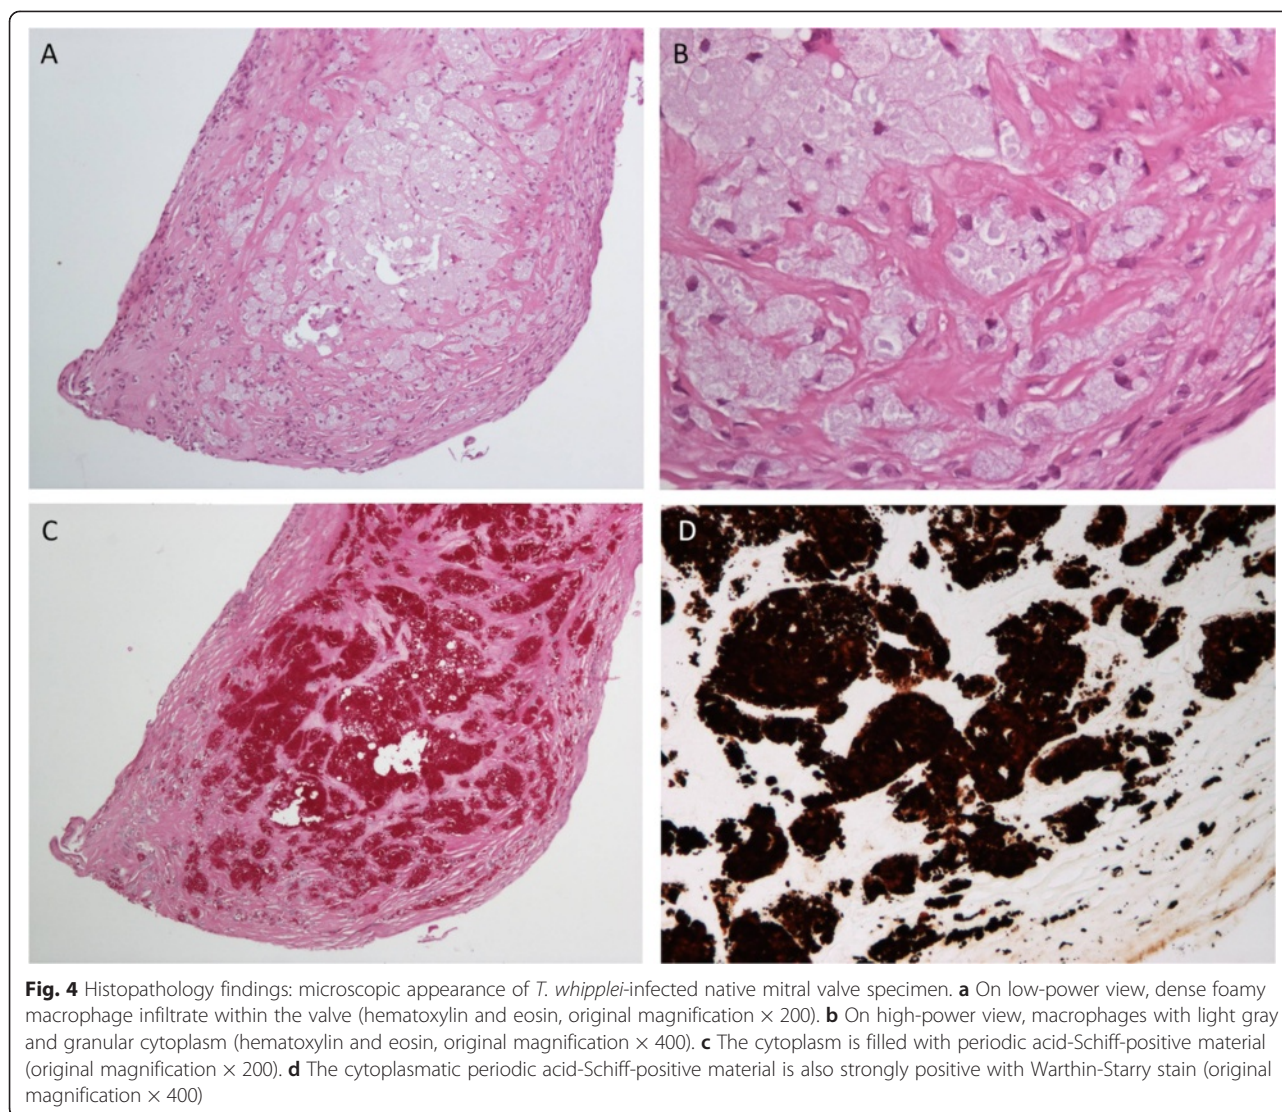 A
B
C
D
Fig. 4 Histopathology findings: microscopic appearance of T. whipplei-infected native mitral valve specimen. a On low-power view, dense foamy
macrophage infiltrate within the valve (hematoxylin and eosin, original magnification × 200). b On high-power view, macrophages with light gray
and granular cytoplasm (hematoxylin and eosin, original magnification × 400). c The cytoplasm is filled with periodic acid-Schiff-positive material
(original magnification × 200). d The cytoplasmatic periodic acid-Schiff-positive material is also strongly positive with Warthin-Starry stain (original
magnification × 400)